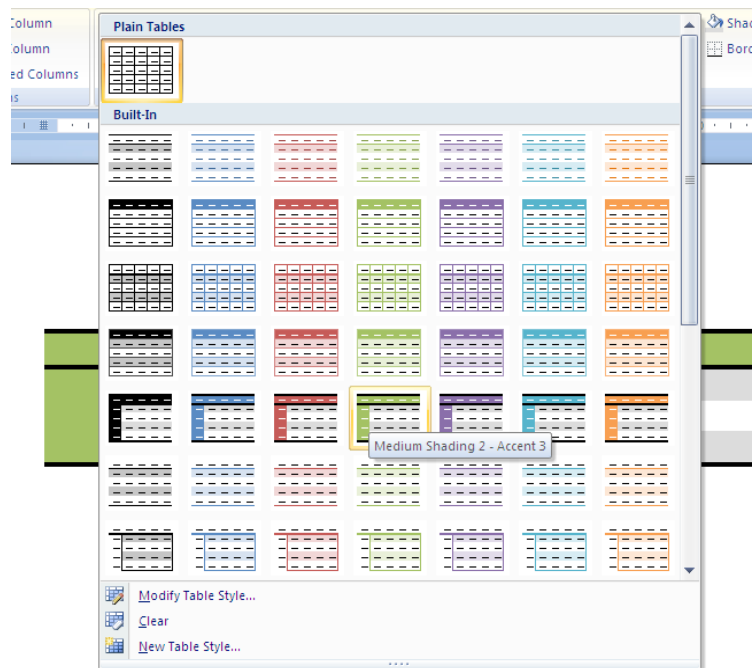 Column
Column
ed Columns
Plain Tables
Built-In
Medium Shading 2 - Accent 3
Modify Table Style...
Clear
New Table Style...
Shad
Bord